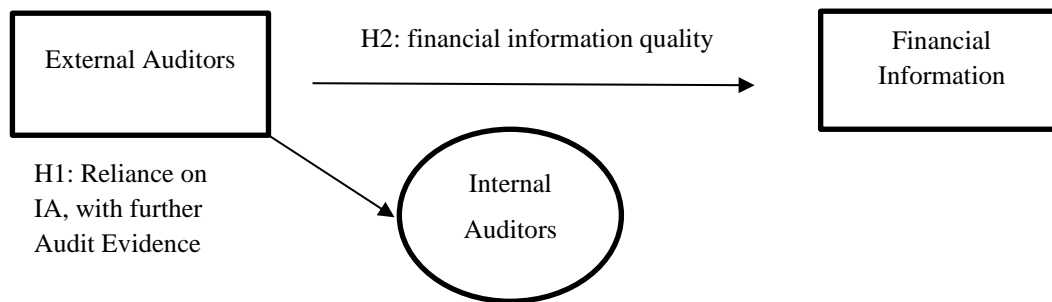 External Auditors
H2: financial information quality
Financial
Information
H1: Reliance on
IA, with further
Audit Evidence
Internal
Auditors